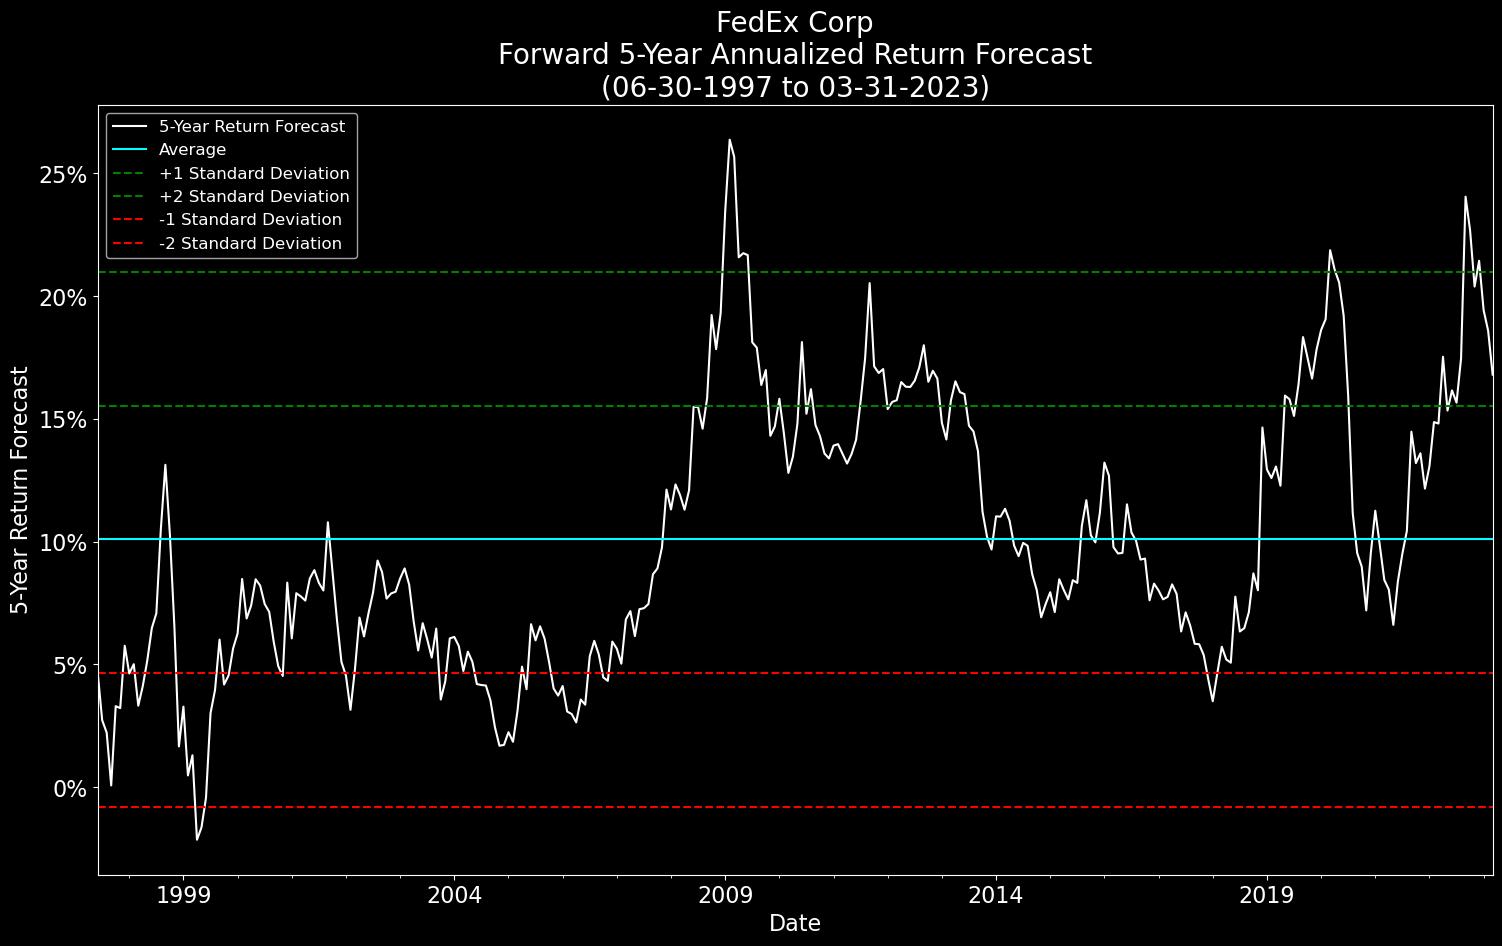 FedEx Corp
Forward 5-Year Annualized Return Forecast
(06-30-1997 to 03-31-2023)
5-Year Return Forecast
Average
+1 Standard Deviation
+2 Standard Deviation
-1 Standard Deviation
-2 Standard Deviation
25%
20%
15%
10%
5%
0%
5-Year Return Forecast
1999
2004
2009
2014
2019
Date